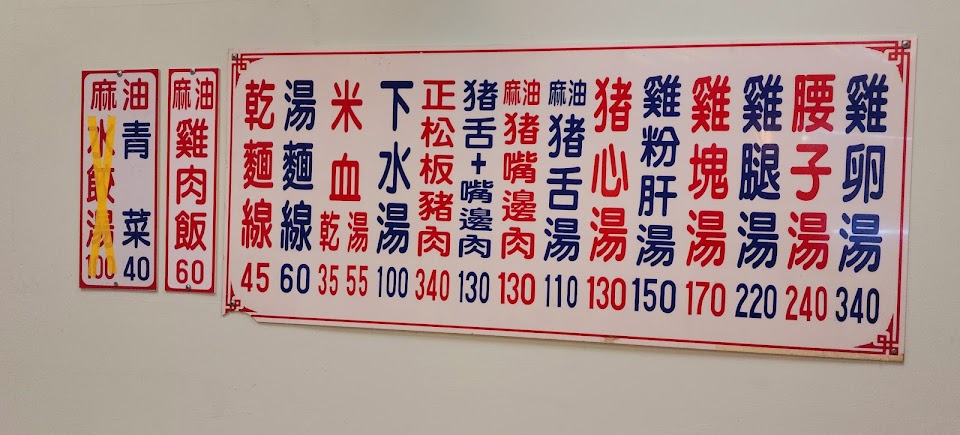 麻油
水餃湯
100
青菜
40
麻油
雞肉飯
60
乾麵線
45
湯麵線
60
米血
乾 湯
35 55
下水湯
100
正松板豬肉
340
猪舌+嘴邊肉
130
麻油
猪嘴邊肉
130
麻油
猪舌湯
110
猪心湯
130
雞粉肝湯
150
雞塊湯
170
雞腿湯
220
腰子湯
240
雞卵湯
340